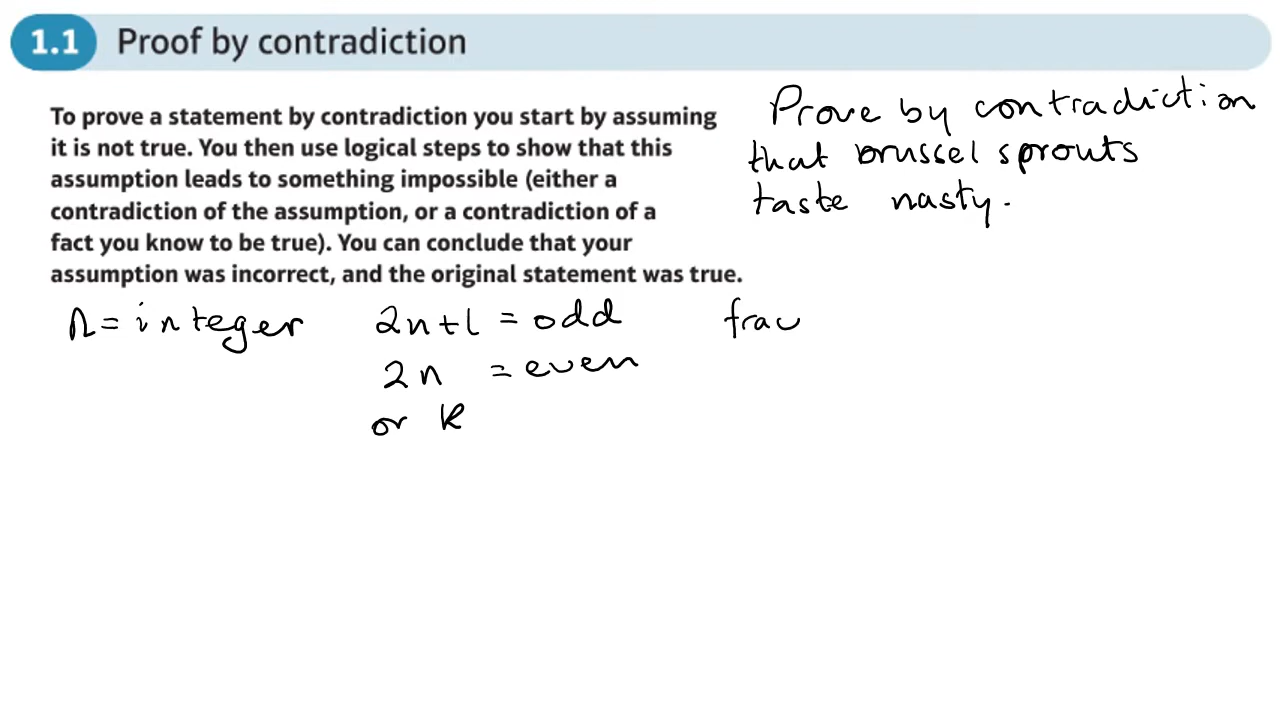 1.1 Proof by contradiction
To prove a statement by contradiction you start by assuming
it is not true. You then use logical steps to show that this
assumption leads to something impossible (either a
contradiction of the assumption, or a contradiction of a
fact you know to be true). You can conclude that your
assumption was incorrect, and the original statement was true.
Prove by contradiction
that brussel sprouts
taste nasty.
n = integer
2n+1 = odd
2n = even
or k
frac